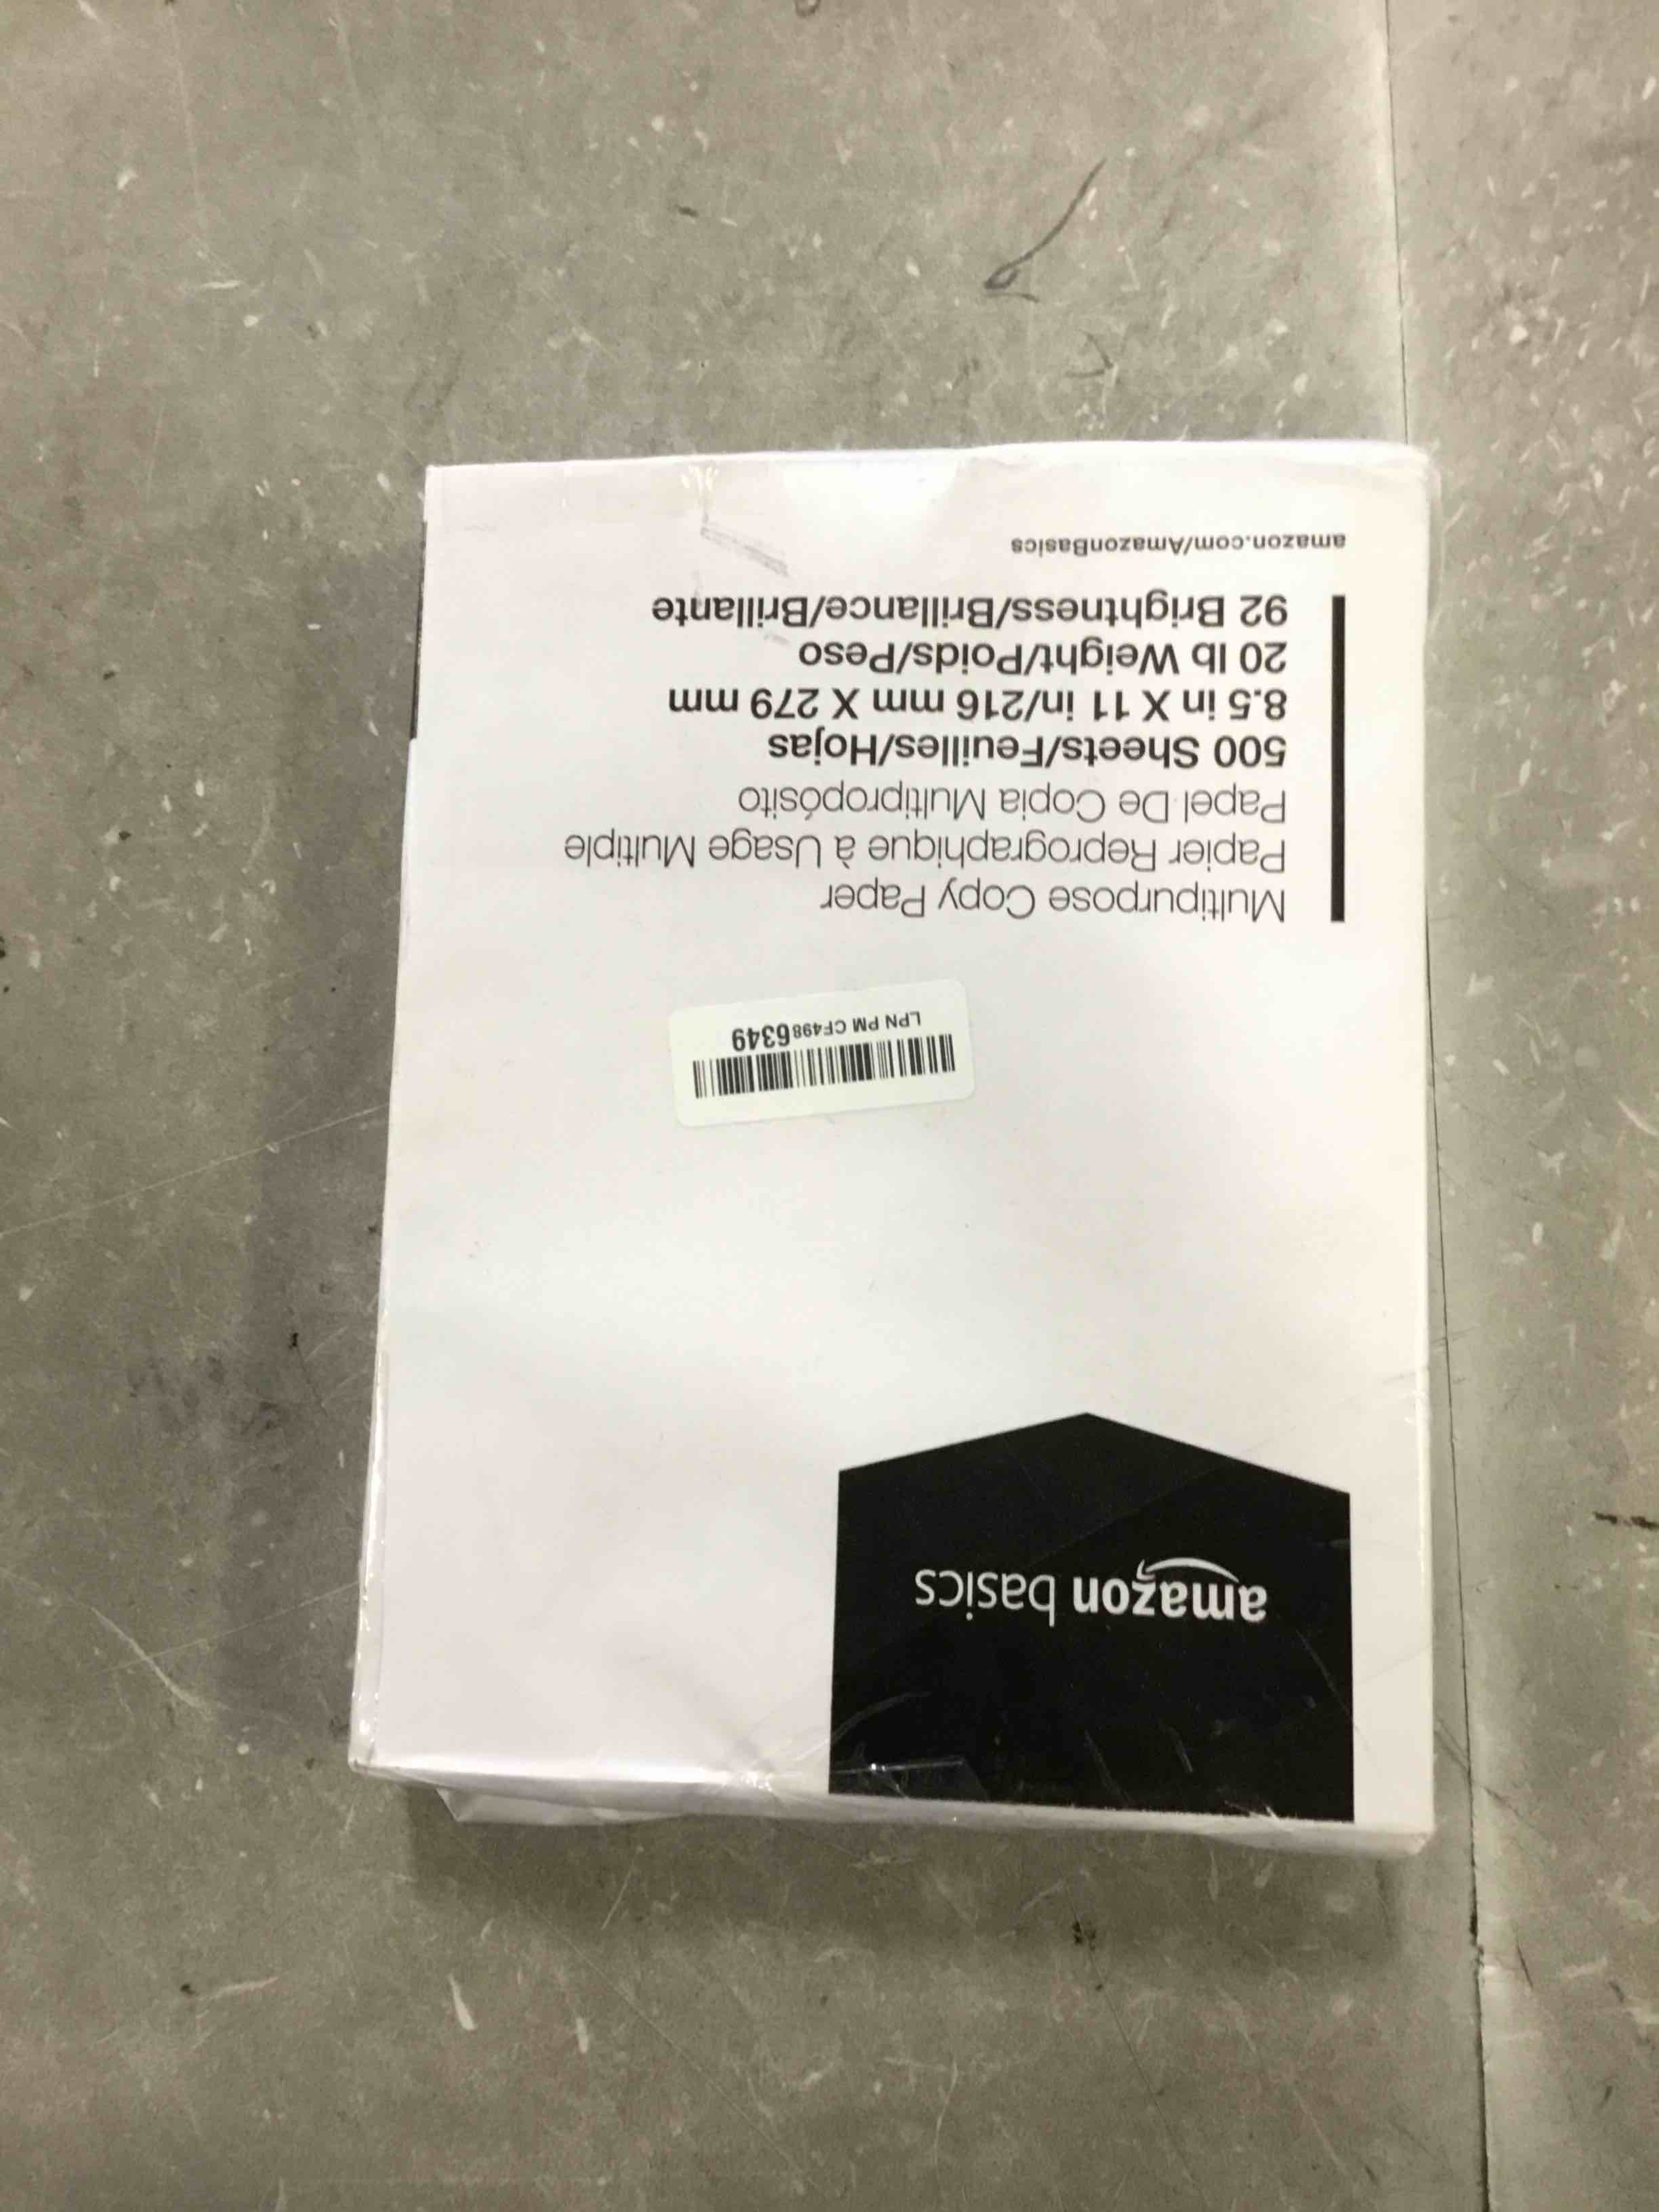 amazon basics
LPN PM CF4986349
Multipurpose Copy Paper
Papier Reprographique à Usage Multiple
Papel De Copia Multipropósito
500 Sheets/Feuilles/Hojas
8.5 in X 11 in/216 mm X 279 mm
20 lb Weight/Poids/Peso
92 Brightness/Brillance/Brillante
amazon.com/AmazonBasics